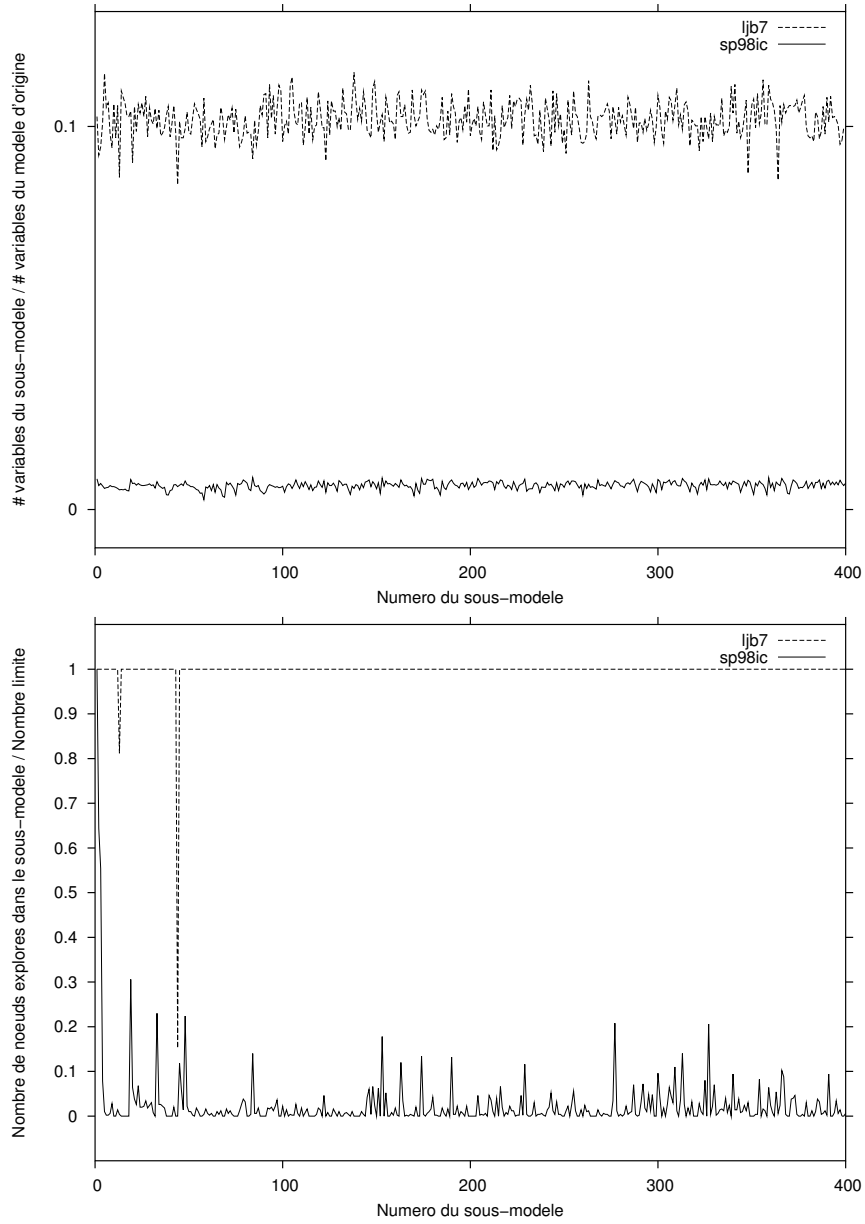 # variables du sous−modele / # variables du modele d'origine
ljb7
sp98ic
0.1
0
0 100 200 300 400
Numero du sous−modele
Nombre de noeuds explores dans le sous−modele / Nombre limite
ljb7
sp98ic
1
0.9
0.8
0.7
0.6
0.5
0.4
0.3
0.2
0.1
0
0 100 200 300 400
Numero du sous−modele